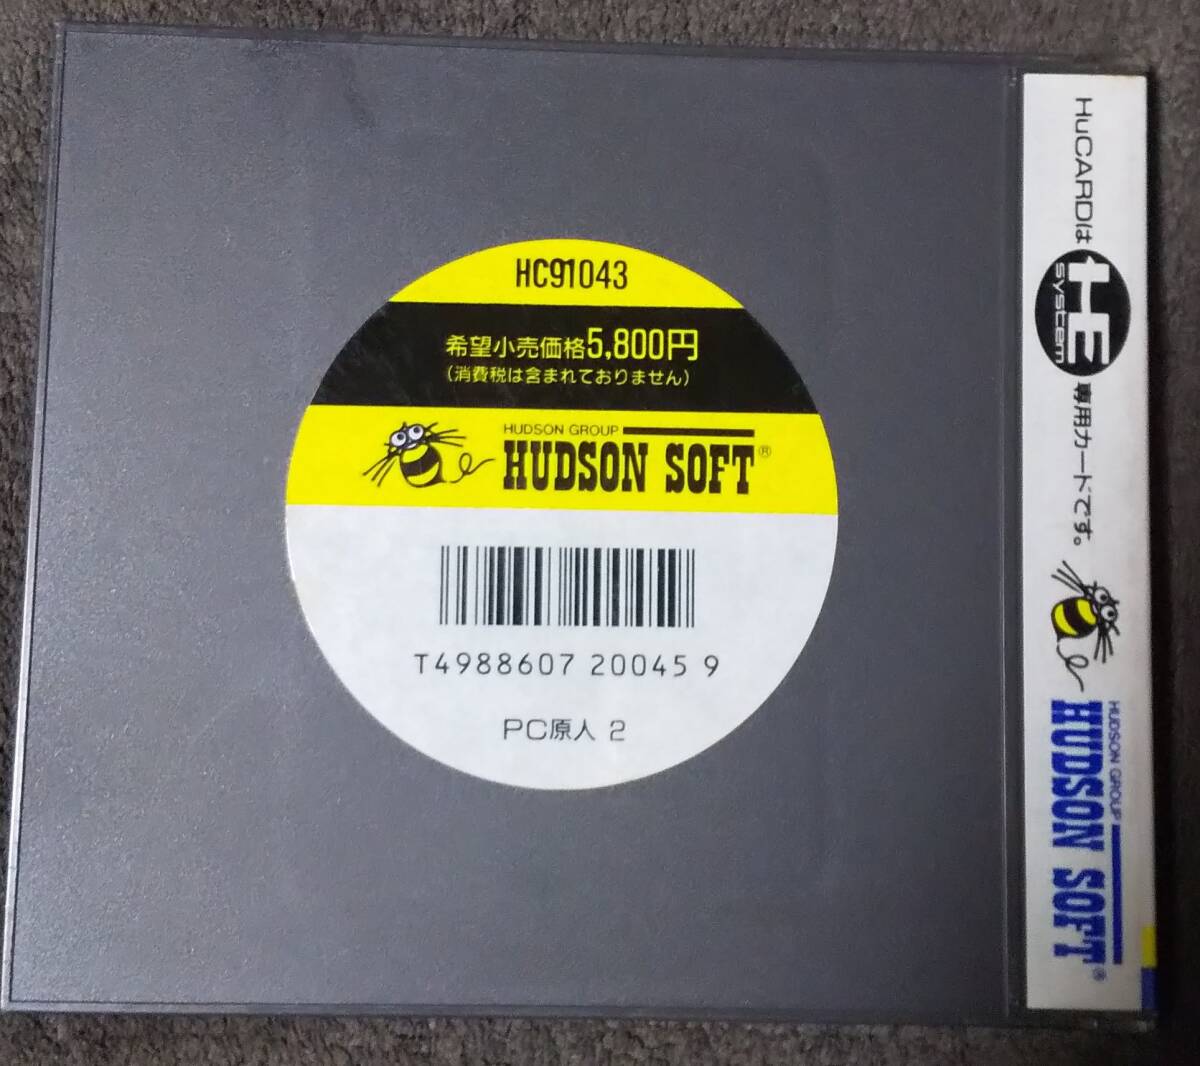 HC91043
希望小売価格5,800円
(消費税は含まれておりません)
HUDSON GROUP
HUDSON SOFT®
T4988607 20045 9
PC原人 2
HuCARDは HE system 専用カードです。
HUDSON GROUP
HUDSON SOFT®